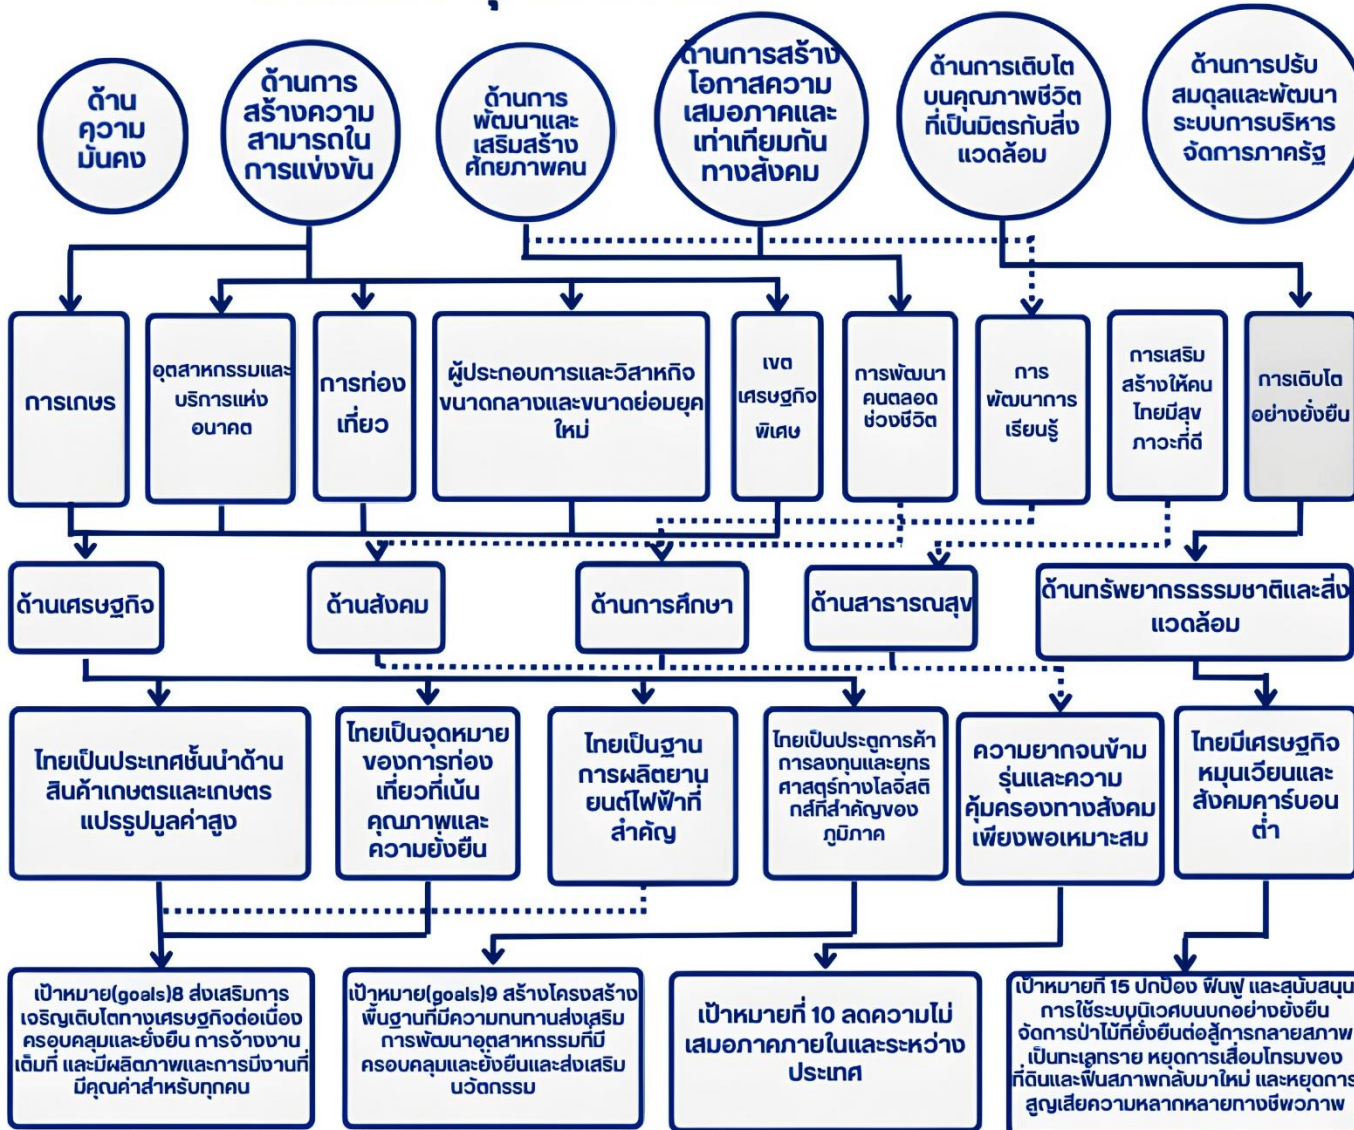 ด้าน
ความ
มั่นคง
ด้านการ
สร้างความ
สามารถใน
การแข่งขัน
ด้านการ
พัฒนาและ
เสริมสร้าง
ศักยภาพคน
ด้านการสร้าง
โอกาสความ
เสมอภาคและ
เท่าเทียมกัน
ทางสังคม
ด้านการเติบโต
บนคุณภาพชีวิต
ที่เป็นมิตรกับสิ่ง
แวดล้อม
ด้านการปรับ
สมดุลและพัฒนา
ระบบการบริหาร
จัดการภาครัฐ
การเกษร
อุตสาหกรรมและ
บริการแห่ง
อนาคต
การท่อง
เที่ยว
ผู้ประกอบการและวิสาหกิจ
ขนาดกลางและขนาดย่อมยุค
ใหม่
เขต
เศรษฐกิจ
พิเศษ
การพัฒนา
คนตลอด
ช่วงชีวิต
การ
พัฒนาการ
เรียนรู้
การเสริม
สร้างให้คน
ไทยมีสุข
ภาวะที่ดี
การเติบโต
อย่างยั่งยืน
ด้านเศรษฐกิจ
ด้านสังคม
ด้านการศึกษา
ด้านสาธารณสุข
ด้านทรัพยากรธรรมชาติและสิ่ง
แวดล้อม
ไทยเป็นประเทศชั้นนำด้าน
สินค้าเกษตรและเกษตร
แปรรูปมูลค่าสูง
ไทยเป็นจุดหมาย
ของการท่อง
เที่ยวที่เน้น
คุณภาพและ
ความยั่งยืน
ไทยเป็นฐาน
การผลิตยาน
ยนต์ไฟฟ้าที่
สำคัญ
ไทยเป็นประตูการค้า
การลงทุนและยุทธ
ศาสตร์ทางโลจิสติ
กส์ที่สำคัญของ
ภูมิภาค
ความยากจนข้าม
รุ่นและความ
คุ้มครองทางสังคม
เพียงพอเหมาะสม
ไทยมีเศรษฐกิจ
หมุนเวียนและ
สังคมคาร์บอน
ต่ำ
เป้าหมาย(goals)8 ส่งเสริมการ
เจริญเติบโตทางเศรษฐกิจต่อเนื่อง
ครอบคลุมและยั่งยืน การจ้างงาน
เต็มที่ และมีผลิตภาพและการมีงานที่
มีคุณค่าสำหรับทุกคน
เป้าหมาย(goals)9 สร้างโครงสร้าง
พื้นฐานที่มีความทนทานส่งเสริม
การพัฒนาอุตสาหกรรมที่มี
ครอบคลุมและยั่งยืนและส่งเสริม
นวัตกรรม
เป้าหมายที่ 10 ลดความไม่
เสมอภาคภายในและระหว่าง
ประเทศ
เป้าหมายที่ 15 ปกป้อง ฟื้นฟู และสนับสนุน
การใช้ระบบนิเวศบนบกอย่างยั่งยืน
จัดการป่าไม้ที่ยั่งยืนต่อสู้การกลายสภาพ
เป็นทะเลทราย หยุดการเสื่อมโทรมของ
ที่ดินและฟื้นสภาพกลับมาใหม่ และหยุดการ
สูญเสียความหลากหลายทางชีพวภาพ